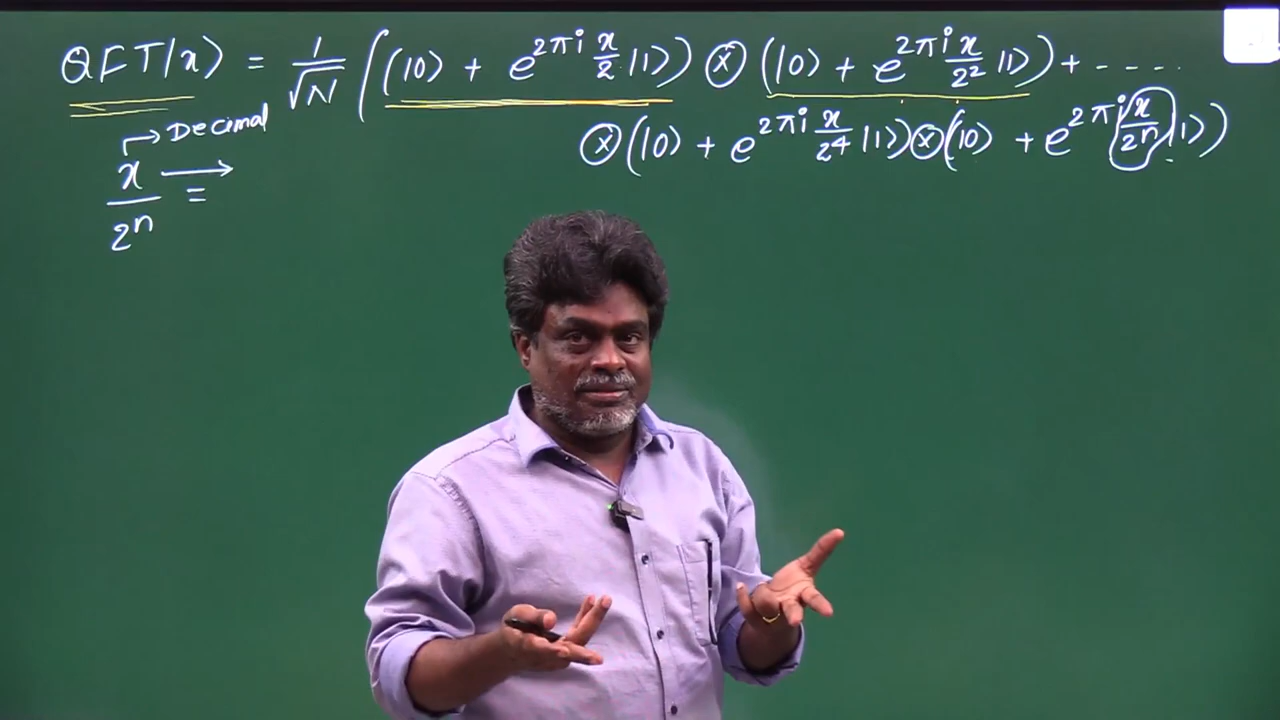 QFT|x⟩ = 1/√N ((|0⟩ + e^{2πi x/2}|1⟩) ⊗ (|0⟩ + e^{2πi x/2²}|1⟩) + - - - -
⊗ (|0⟩ + e^{2πi x/2⁴}|1⟩) ⊗ (|0⟩ + e^{2πi x/2ⁿ}|1⟩)
→ Decimal
x/2ⁿ → =